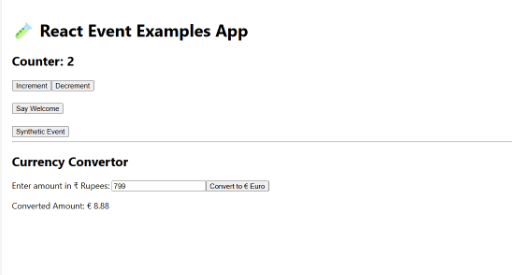 React Event Examples App
Counter: 2
Increment Decrement
Say Welcome
Synthetic Event
Currency Convertor
Enter amount in ₹ Rupees: 799 Convert to € Euro
Converted Amount: € 8.88